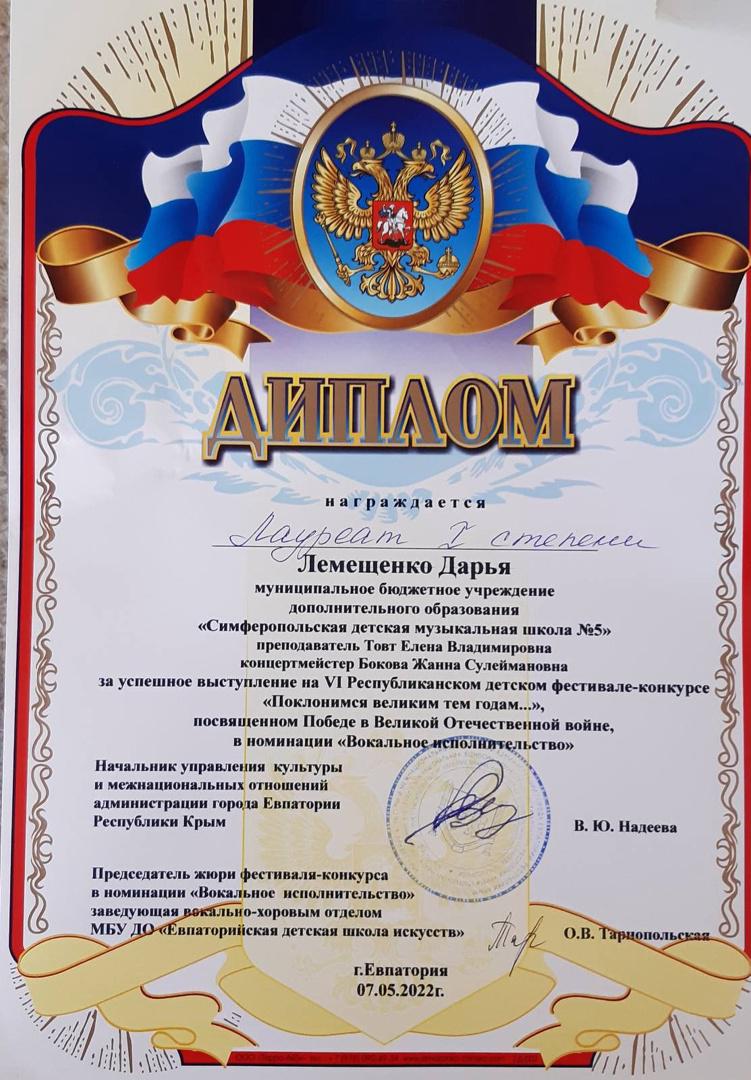 ДИПЛОМ
награждается
Лауреат I степени
Лемещенко Дарья
муниципальное бюджетное учреждение
дополнительного образования
«Симферопольская детская музыкальная школа №5»
преподаватель Товт Елена Владимировна
концертмейстер Бокова Жанна Сулеймановна
за успешное выступление на VI Республиканском детском фестивале-конкурсе
«Поклонимся великим тем годам...»,
посвященном Победе в Великой Отечественной войне,
в номинации «Вокальное исполнительство»
Начальник управления культуры
и межнациональных отношений
администрации города Евпатории
Республики Крым
В. Ю. Надеева
Председатель жюри фестиваля-конкурса
в номинации «Вокальное исполнительство»
заведующая вокально-хоровым отделом
МБУ ДО «Евпаторийская детская школа искусств»
О.В. Тарнопольская
г.Евпатория
07.05.2022г.